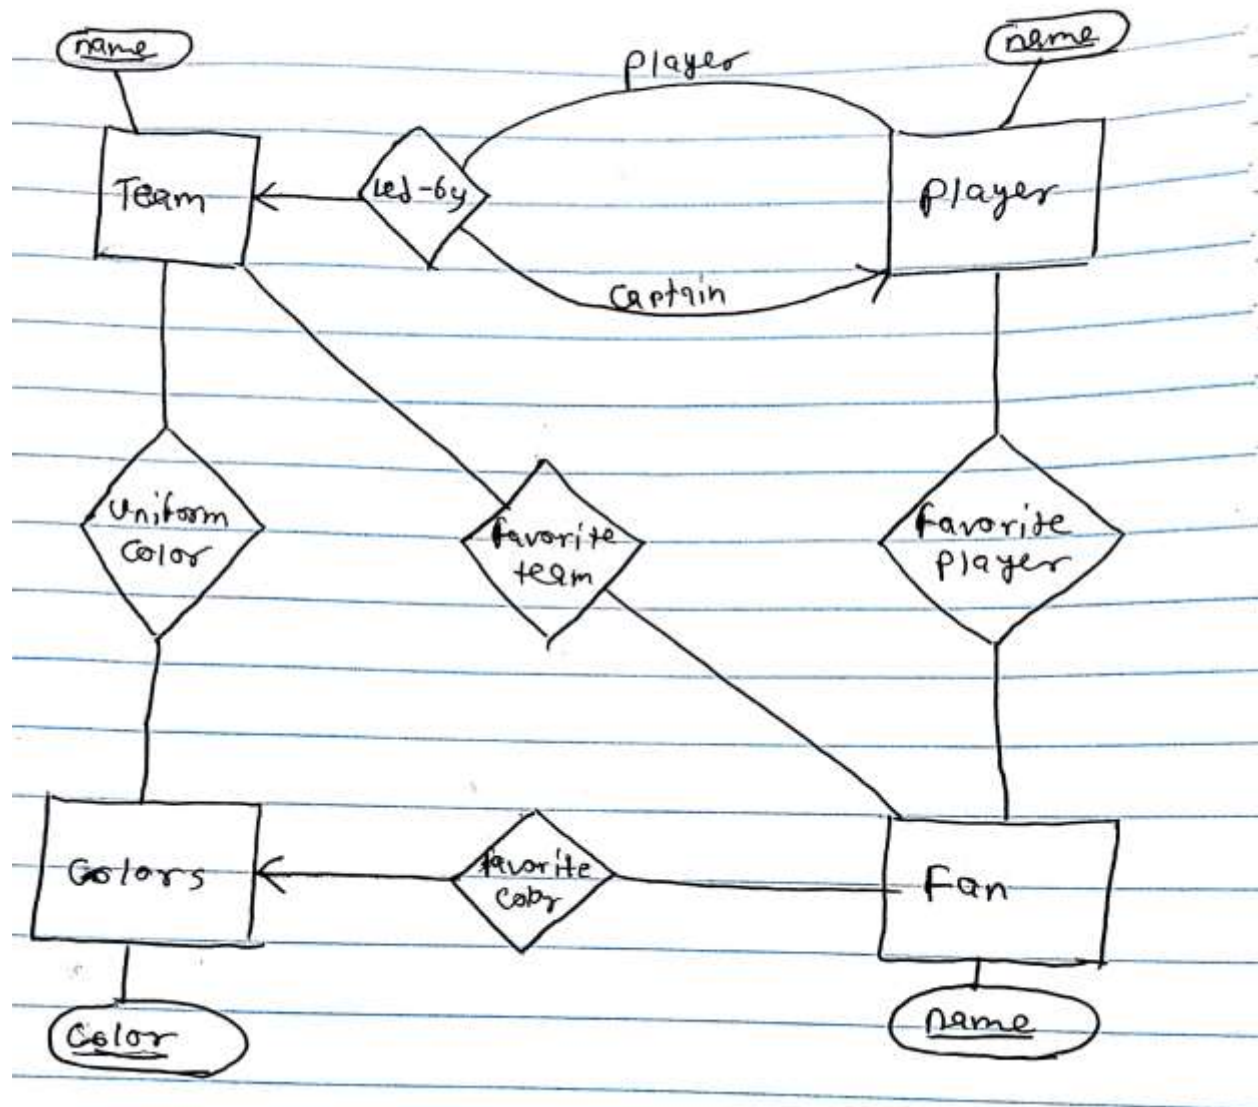 name
name
player
Team
Led-by
player
Captain
Uniform
Color
Favorite
team
Favorite
player
Colors
Favorite
Color
Fan
Color
name